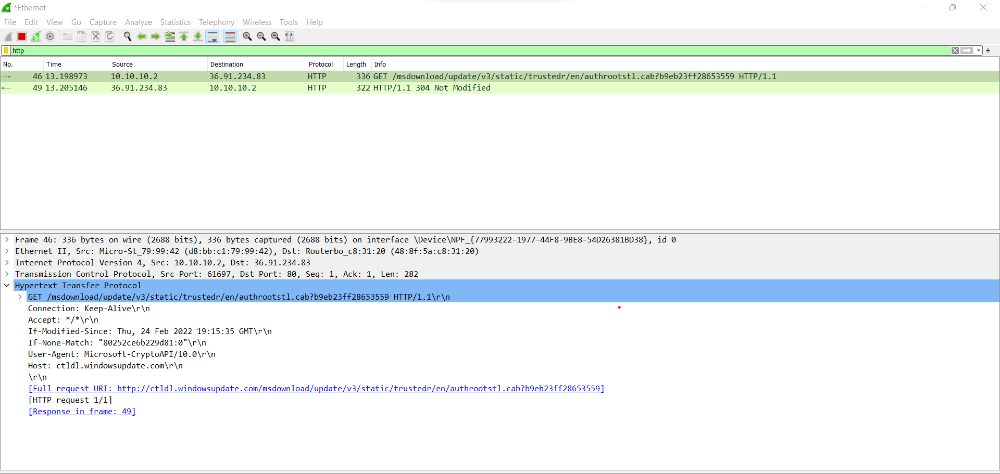 *Ethernet
File Edit View Go Capture Analyze Statistics Telephony Wireless Tools Help
http
No. Time Source Destination Protocol Length Info
46 13.198973 10.10.10.2 36.91.234.83 HTTP 336 GET /msdownload/update/v3/static/trustedr/en/authrootstl.cab?b9eb23ff28653559 HTTP/1.1
49 13.205146 36.91.234.83 10.10.10.2 HTTP 322 HTTP/1.1 304 Not Modified
Frame 46: 336 bytes on wire (2688 bits), 336 bytes captured (2688 bits) on interface \Device\NPF_{77993222-1977-44F8-9BE8-54D26381BD38}, id 0
Ethernet II, Src: Micro-St_79:99:42 (d8:bb:c1:79:99:42), Dst: Routerbo_c8:31:20 (48:8f:5a:c8:31:20)
Internet Protocol Version 4, Src: 10.10.10.2, Dst: 36.91.234.83
Transmission Control Protocol, Src Port: 61697, Dst Port: 80, Seq: 1, Ack: 1, Len: 282
Hypertext Transfer Protocol
GET /msdownload/update/v3/static/trustedr/en/authrootstl.cab?b9eb23ff28653559 HTTP/1.1\r\n
Connection: Keep-Alive\r\n
Accept: */*\r\n
If-Modified-Since: Thu, 24 Feb 2022 19:15:35 GMT\r\n
If-None-Match: "80252ce6b229d81:0"\r\n
User-Agent: Microsoft-CryptoAPI/10.0\r\n
Host: ctldl.windowsupdate.com\r\n
\r\n
[Full request URI: http://ctldl.windowsupdate.com/msdownload/update/v3/static/trustedr/en/authrootstl.cab?b9eb23ff28653559]
[HTTP request 1/1]
[Response in frame: 49]